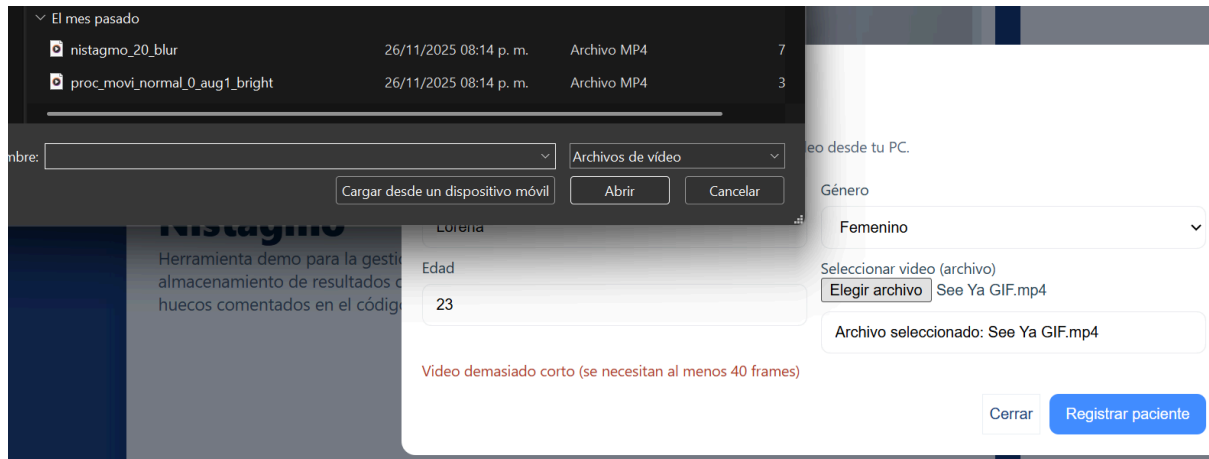 El mes pasado
nistagmo_20_blur 26/11/2025 08:14 p. m. Archivo MP4 7
proc_movi_normal_0_aug1_bright 26/11/2025 08:14 p. m. Archivo MP4 3
mbre: Archivos de vídeo
Cargar desde un dispositivo móvil Abrir Cancelar
eo desde tu PC.
Género
Nistagmo
Lorena
Femenino
Herramienta demo para la gesti
almacenamiento de resultados
huecos comentados en el códig
Edad
23
Seleccionar video (archivo)
Elegir archivo See Ya GIF.mp4
Archivo seleccionado: See Ya GIF.mp4
Video demasiado corto (se necesitan al menos 40 frames)
Cerrar Registrar paciente